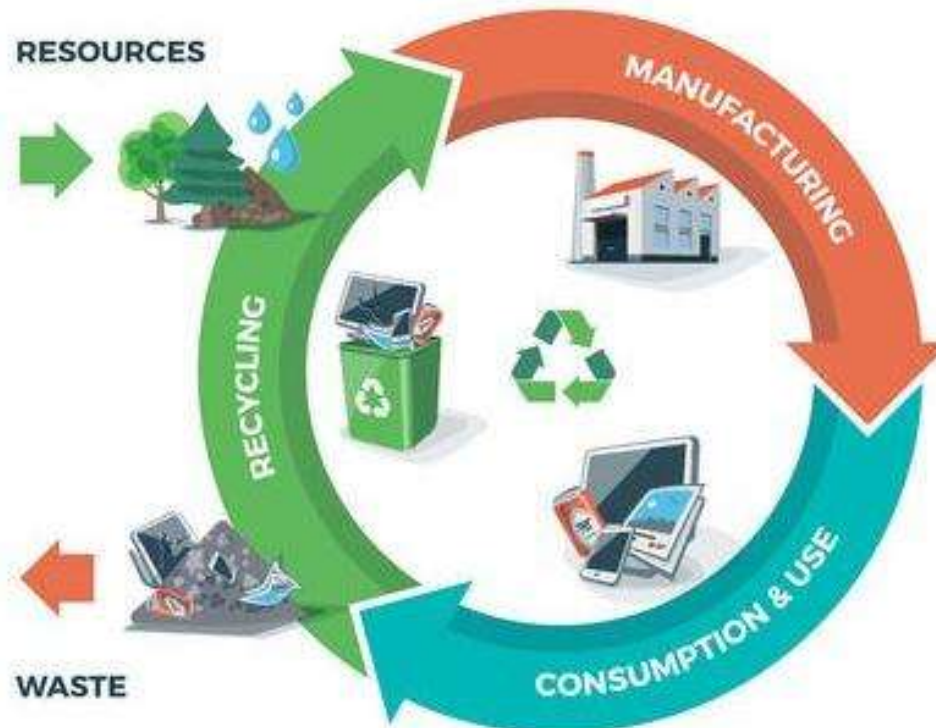 RESOURCES
MANUFACTURING
RECYCLING
CONSUMPTION & USE
WASTE